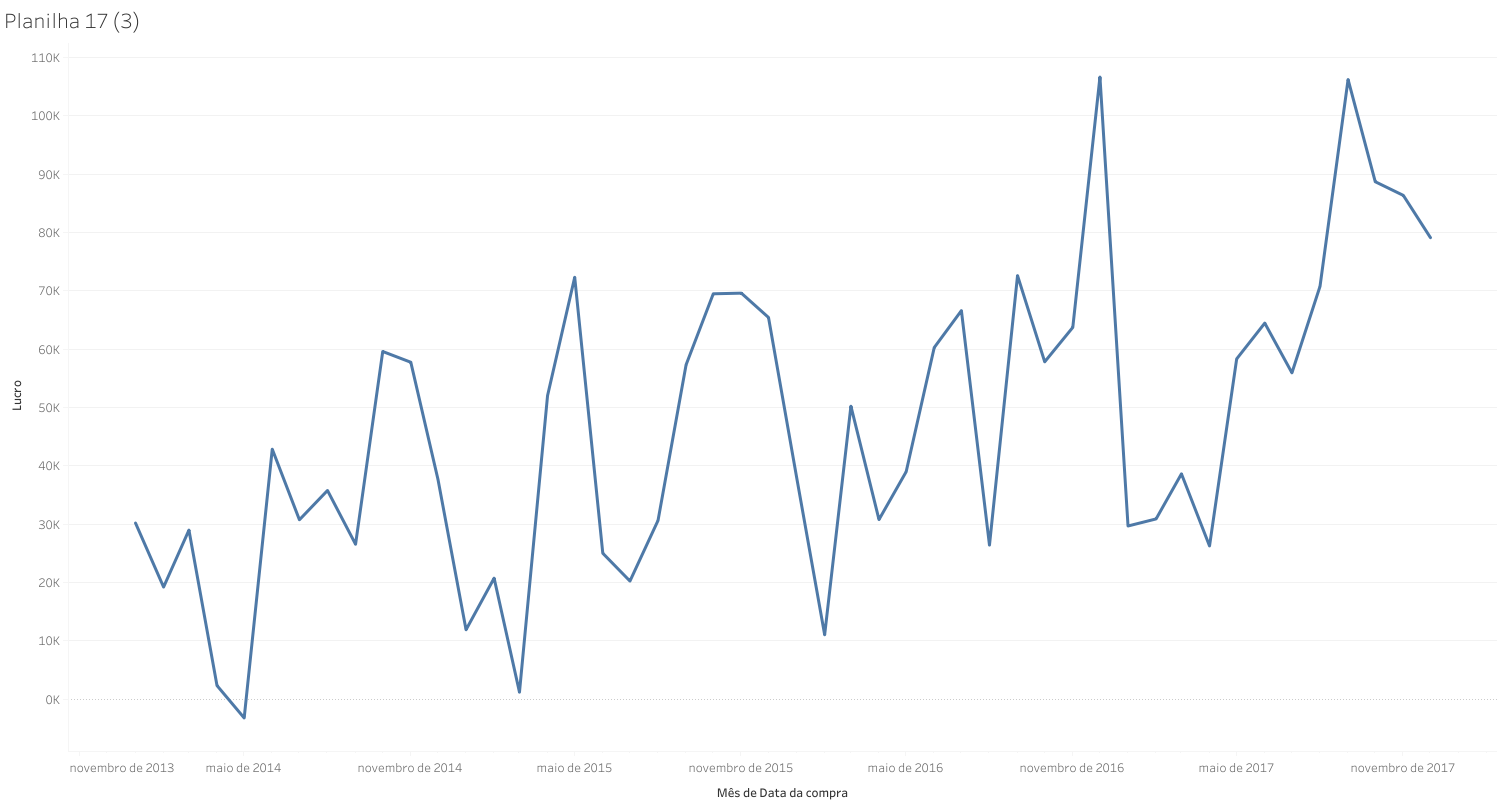 Planilha 17 (3)
110K
100K
90K
80K
70K
60K
50K
40K
30K
20K
10K
0K
Lucro
novembro de 2013 maio de 2014 novembro de 2014 maio de 2015 novembro de 2015 maio de 2016 novembro de 2016 maio de 2017 novembro de 2017
Mês de Data da compra